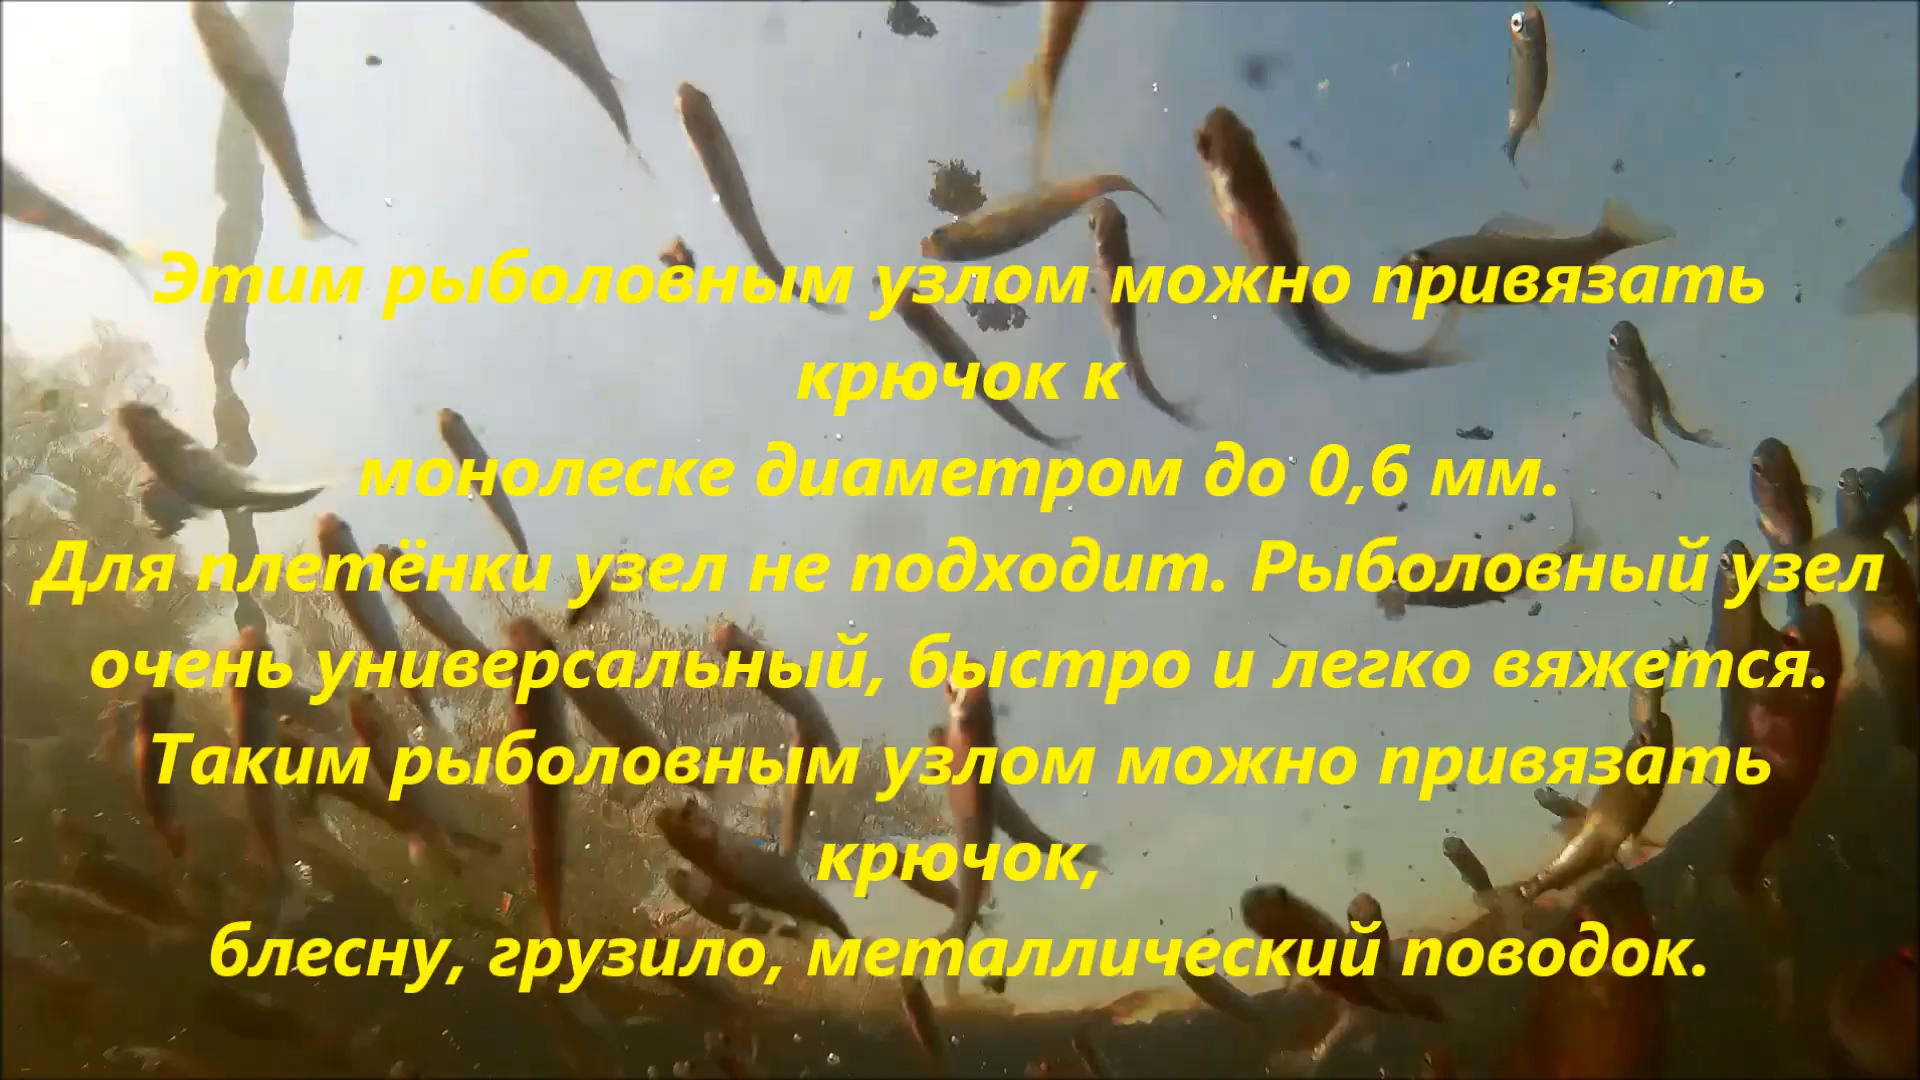 Этим рыболовным узлом можно привязать
крючок к
монолеске диаметром до 0,6 мм.
Для плетёнки узел не подходит. Рыболовный узел
очень универсальный, быстро и легко вяжется.
Таким рыболовным узлом можно привязать
крючок,
блесну, грузило, металлический поводок.